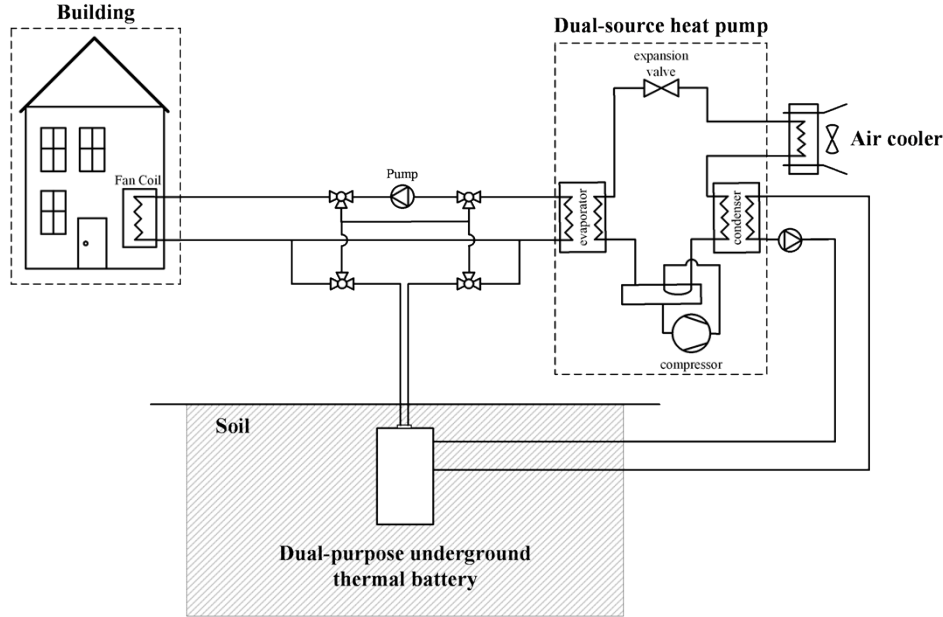 Building
Dual-source heat pump
expansion
valve
Air cooler
Fan Coil
Pump
evaporator
condenser
compressor
Soil
Dual-purpose underground
thermal battery